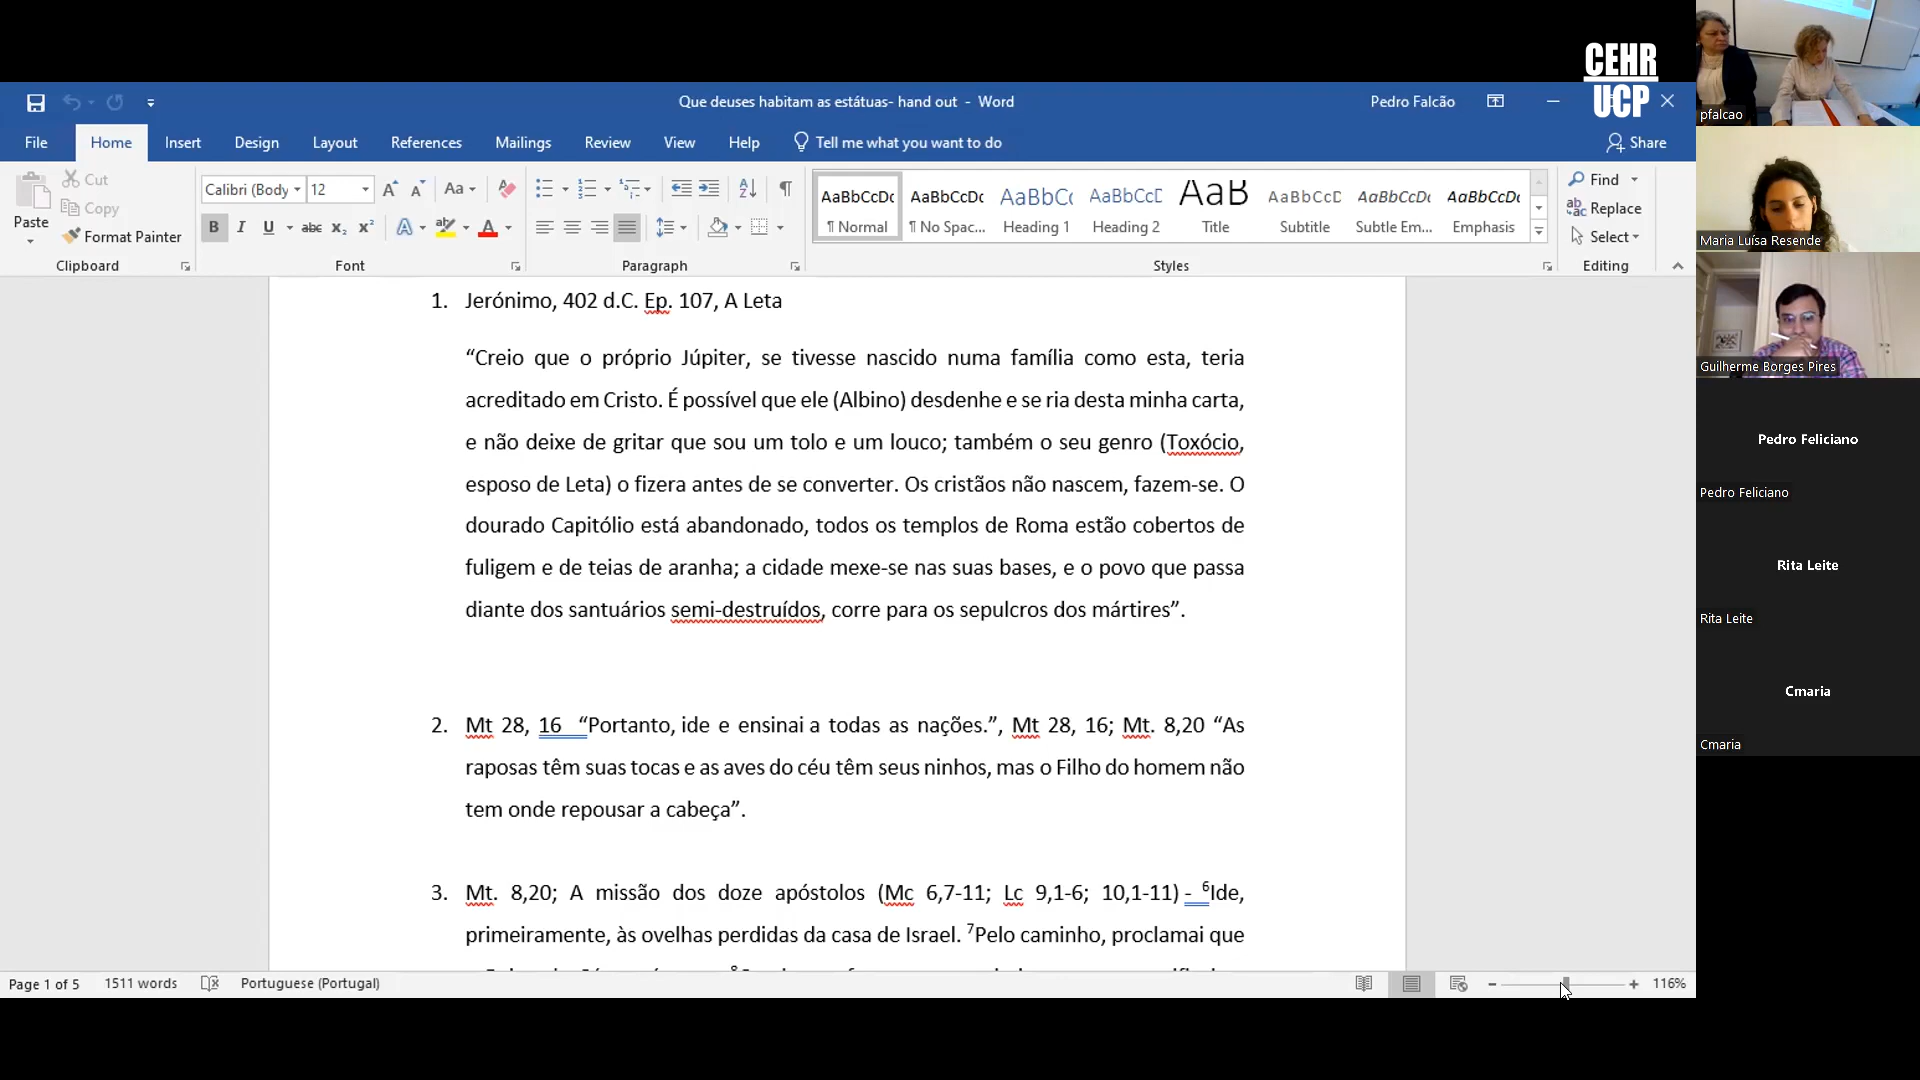 CEHR
UCP
Que deuses habitam as estátuas- hand out - Word
Pedro Falcão
File Home Insert Design Layout References Mailings Review View Help Tell me what you want to do Share
Paste
Cut
Copy
Format Painter
Clipboard
Calibri (Body 12
Font
Paragraph
AaBbCcDc AaBbCcDc AaBbC AaBbCcD AaB AaBbCcD AaBbCcDc AaBbCcDc
¶ Normal ¶ No Spac... Heading 1 Heading 2 Title Subtitle Subtle Em... Emphasis
Styles
Find
Replace
Select
Editing
1. Jerónimo, 402 d.C. Ep. 107, A Leta
“Creio que o próprio Júpiter, se tivesse nascido numa família como esta, teria
acreditado em Cristo. É possível que ele (Albino) desdenhe e se ria desta minha carta,
e não deixe de gritar que sou um tolo e um louco; também o seu genro (Toxócio,
esposo de Leta) o fizera antes de se converter. Os cristãos não nascem, fazem-se. O
dourado Capitólio está abandonado, todos os templos de Roma estão cobertos de
fuligem e de teias de aranha; a cidade mexe-se nas suas bases, e o povo que passa
diante dos santuários semi-destruídos, corre para os sepulcros dos mártires”.
2. Mt 28, 16 “Portanto, ide e ensinai a todas as nações.”, Mt 28, 16; Mt. 8,20 “As
raposas têm suas tocas e as aves do céu têm seus ninhos, mas o Filho do homem não
tem onde repousar a cabeça”.
3. Mt. 8,20; A missão dos doze apóstolos (Mc 6,7-11; Lc 9,1-6; 10,1-11) - ⁶Ide,
primeiramente, às ovelhas perdidas da casa de Israel. ⁷Pelo caminho, proclamai que
Page 1 of 5 1511 words Portuguese (Portugal) 116%
pfalcao
Maria Luísa Resende
Guilherme Borges Pires
Pedro Feliciano
Pedro Feliciano
Rita Leite
Rita Leite
Cmaria
Cmaria